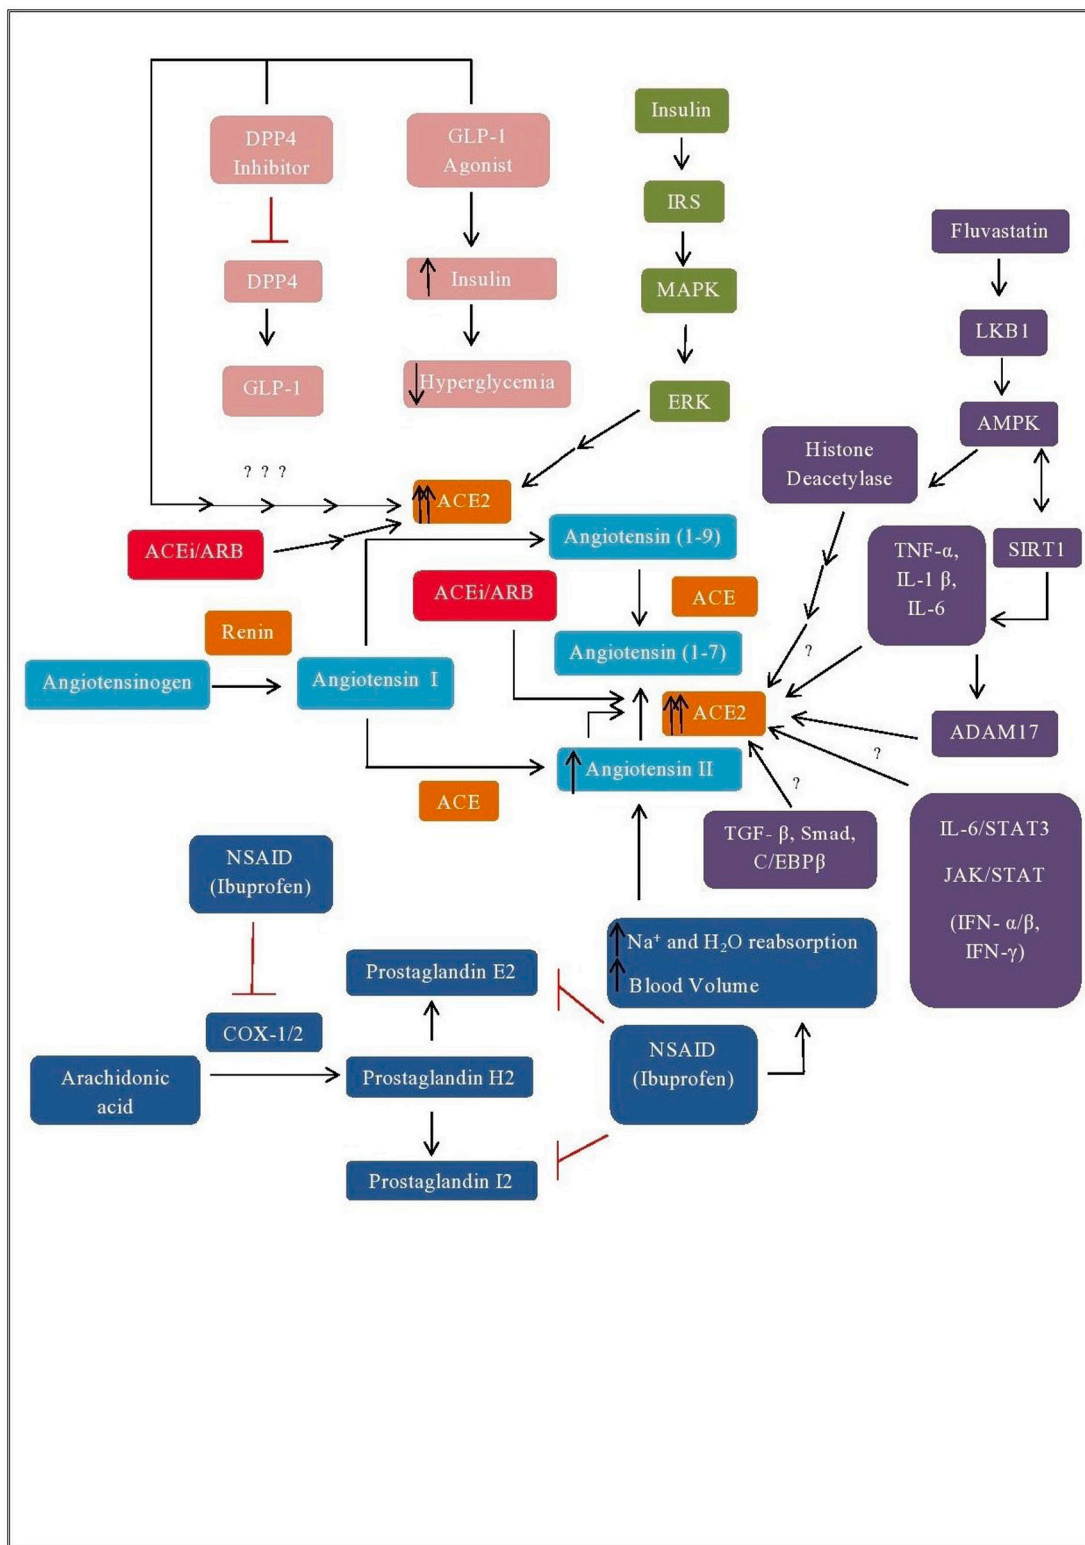 DPP4
Inhibitor
GLP-1
Agonist
Insulin
IRS
Fluvastatin
DPP4
Insulin
MAPK
LKB1
GLP-1
Hyperglycemia
ERK
AMPK
Histone
Deacetylase
? ? ?
ACE2
Angiotensin (1-9)
ACEi/ARB
TNF-α,
IL-1 β,
IL-6
SIRT1
ACEi/ARB
ACE
Renin
Angiotensin (1-7)
?
Angiotensinogen
Angiotensin I
ACE2
ADAM17
?
Angiotensin II
?
ACE
TGF- β, Smad,
C/EBPβ
IL-6/STAT3
JAK/STAT
(IFN- α/β,
IFN-γ)
NSAID
(Ibuprofen)
Na⁺ and H₂O reabsorption
Blood Volume
Prostaglandin E2
COX-1/2
NSAID
(Ibuprofen)
Arachidonic
acid
Prostaglandin H2
Prostaglandin I2